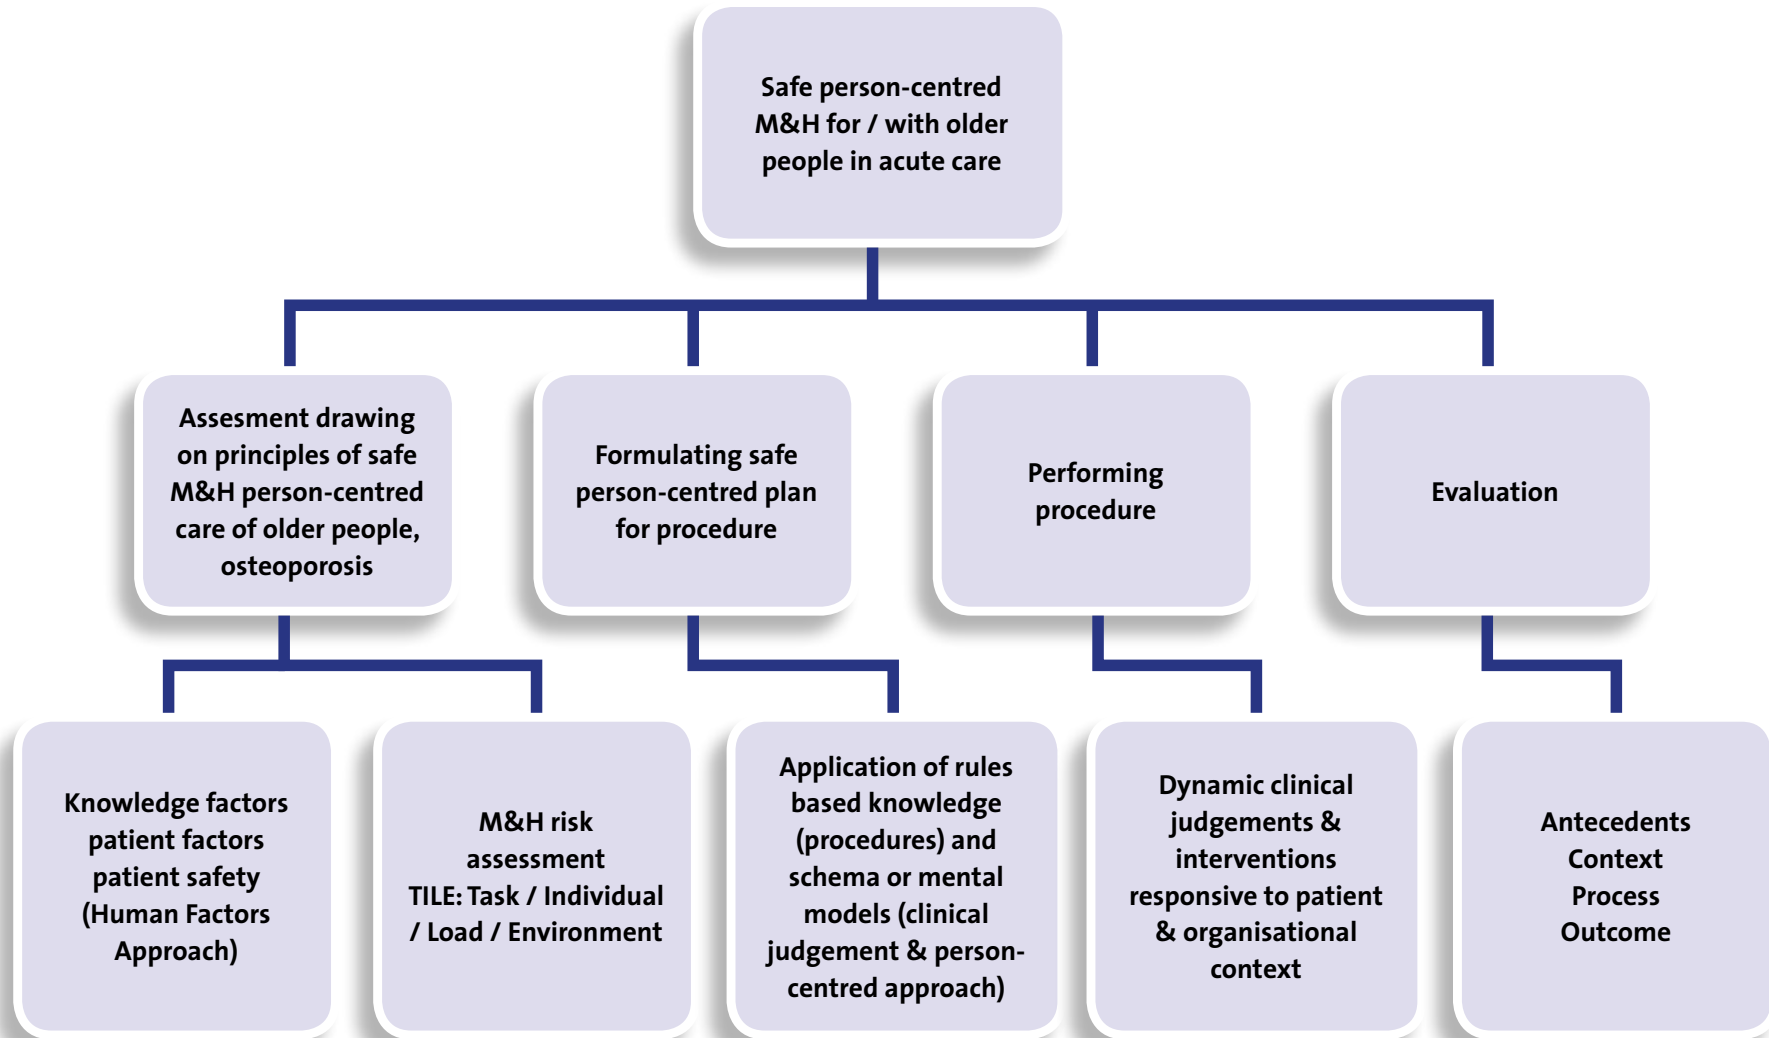 Safe person-centred
M&H for / with older
people in acute care
Assesment drawing
on principles of safe
M&H person-centred
care of older people,
osteoporosis
Formulating safe
person-centred plan
for procedure
Performing
procedure
Evaluation
Knowledge factors
patient factors
patient safety
(Human Factors
Approach)
M&H risk
assessment
TILE: Task / Individual
/ Load / Environment
Application of rules
based knowledge
(procedures) and
schema or mental
models (clinical
judgement & person-
centred approach)
Dynamic clinical
judgements &
interventions
responsive to patient
& organisational
context
Antecedents
Context
Process
Outcome